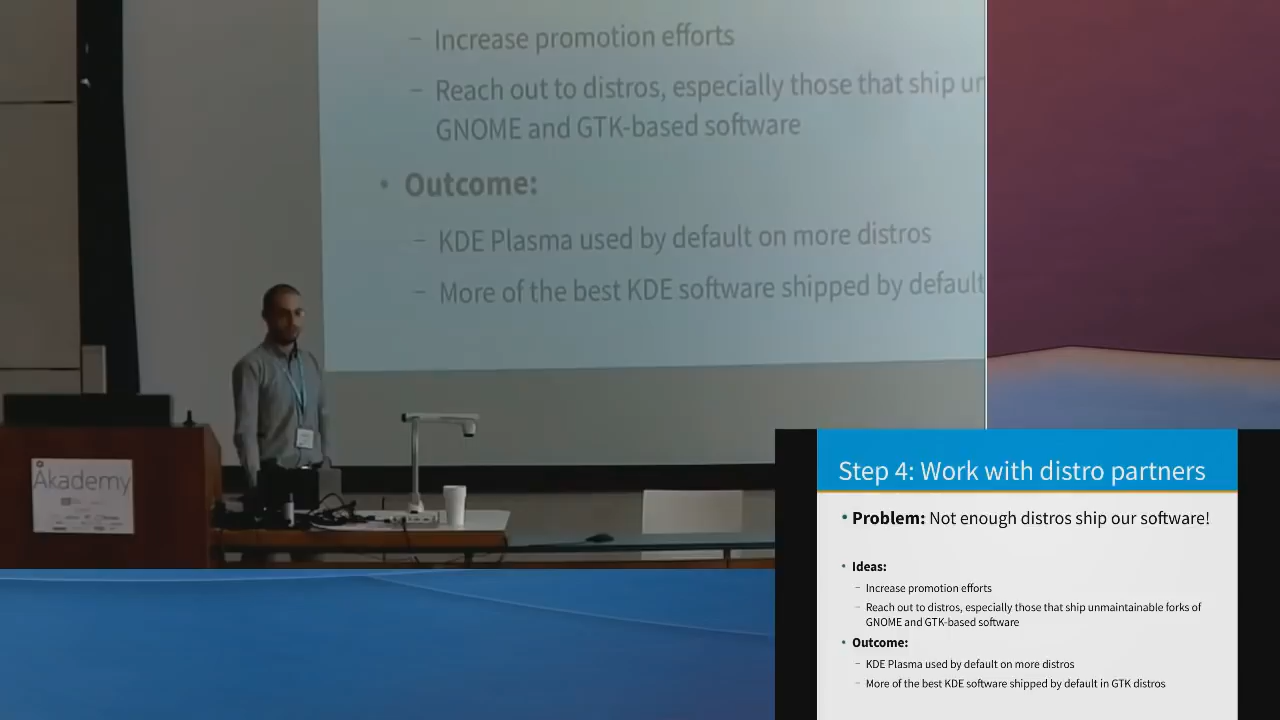 – Increase promotion efforts
– Reach out to distros, especially those that ship un
GNOME and GTK-based software
• Outcome:
– KDE Plasma used by default on more distros
– More of the best KDE software shipped by default
Akademy
Step 4: Work with distro partners
• Problem: Not enough distros ship our software!
• Ideas:
– Increase promotion efforts
– Reach out to distros, especially those that ship unmaintainable forks of
GNOME and GTK-based software
• Outcome:
– KDE Plasma used by default on more distros
– More of the best KDE software shipped by default in GTK distros